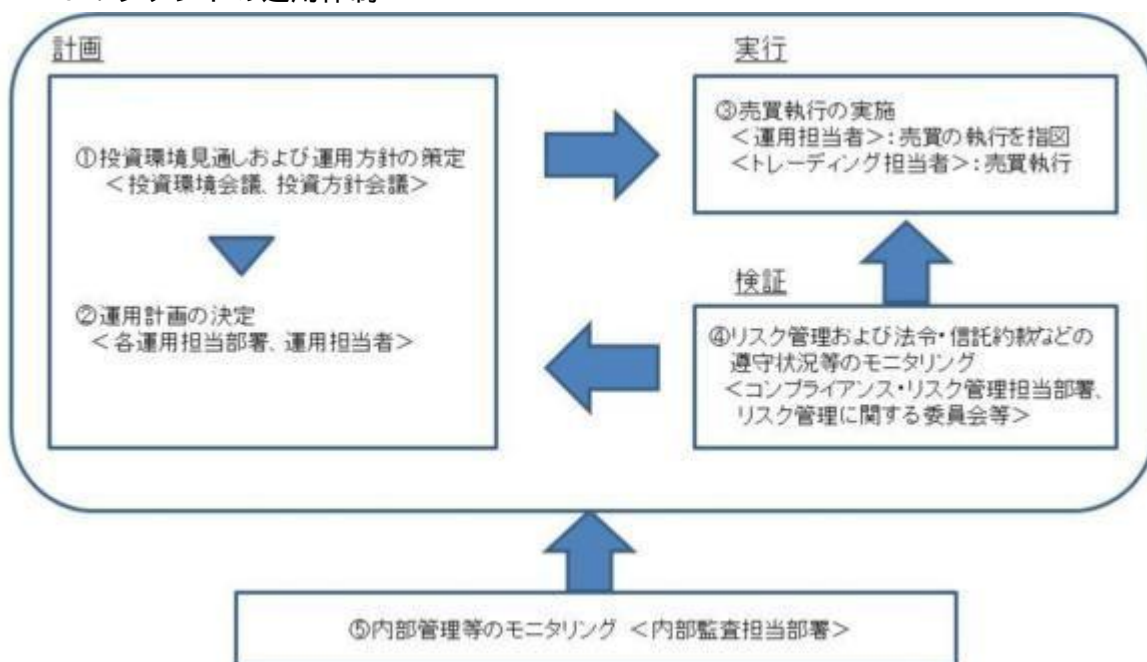 計画
①投資環境見通しおよび運用方針の策定
＜投資環境会議、投資方針会議＞
②運用計画の決定
＜各運用担当部署、運用担当者＞
実行
③売買執行の実施
＜運用担当者＞:売買の執行を指図
＜トレーディング担当者＞:売買執行
検証
④リスク管理および法令・信託約款などの
遵守状況等のモニタリング
＜コンプライアンス・リスク管理担当部署、
リスク管理に関する委員会等＞
⑤内部管理等のモニタリング ＜内部監査担当部署＞